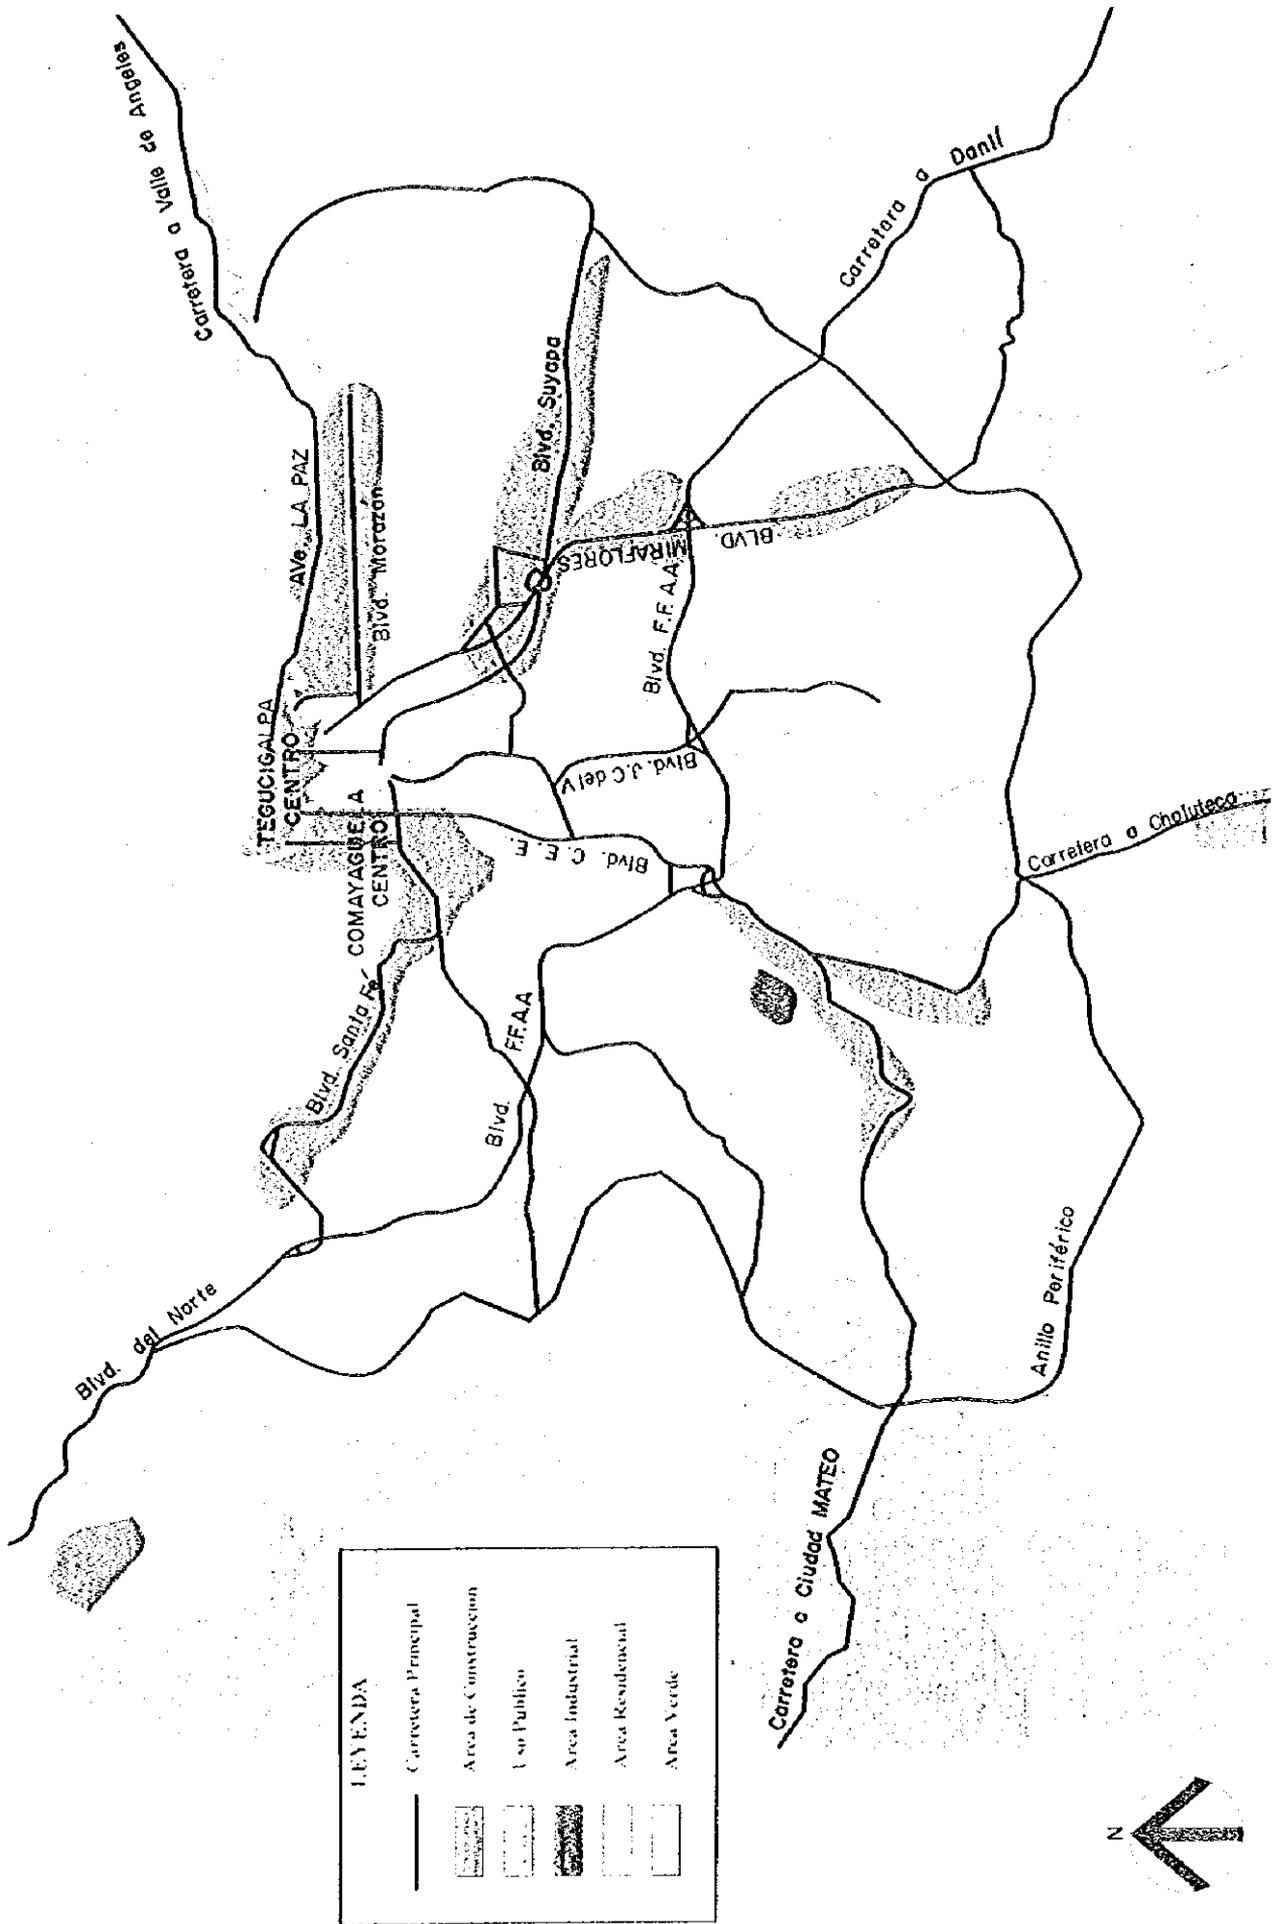 Carretera a Valle de Angeles
AVe. LA PAZ
Blvd. Morazan
Blvd. Suyapa
Carretera a Danlí
TEGUCIGALPA
CENTRO
COMAYAGUELA
CENTRO
BLVD. MIRAFLORES
Blvd. F.F.A.A
Blvd. J.C del V
Blvd. C.E.E.
Carretera a Choluteca
Blvd. Santa Fé
Blvd. F.F.A.A
Blvd. del Norte
Anillo Periférico
Carretera a Ciudad MATEO
LEYENDA
Carretera Principal
Area de Construccion
Uso Publico
Area Industrial
Area Residencial
Area Verde
N